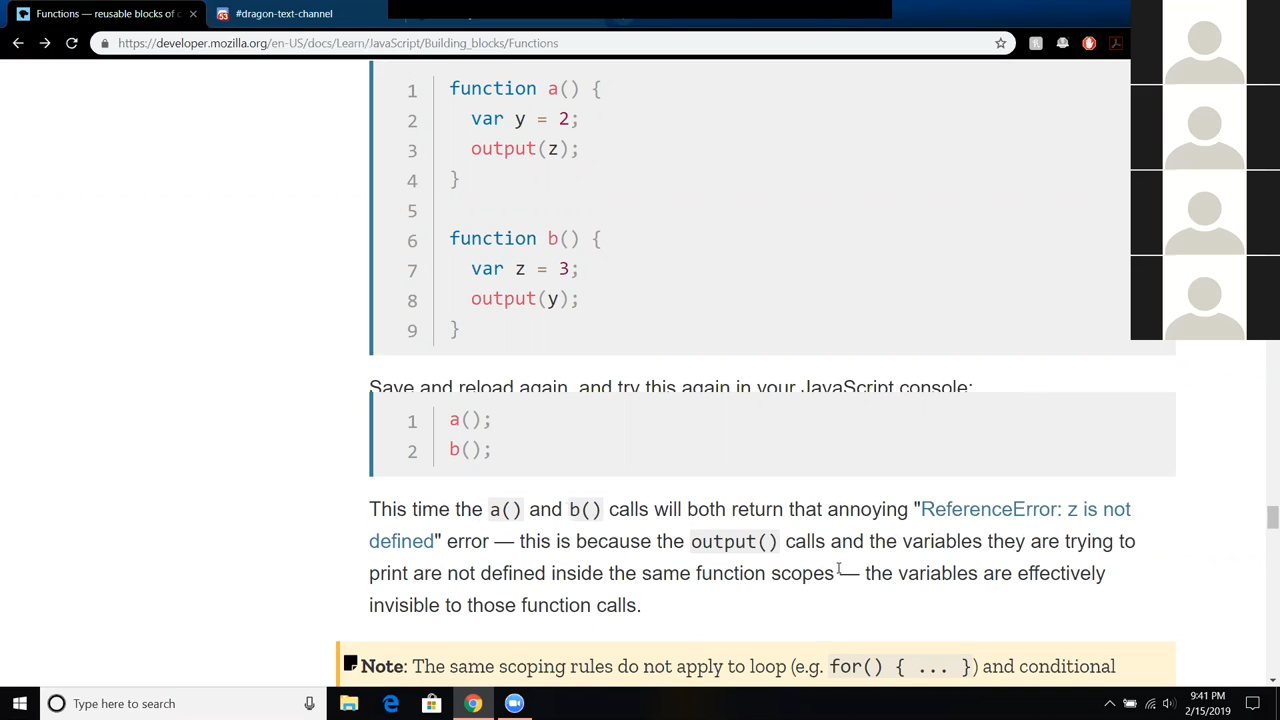 Functions — reusable blocks of c
#dragon-text-channel
https://developer.mozilla.org/en-US/docs/Learn/JavaScript/Building_blocks/Functions
1 function a() {
2 var y = 2;
3 output(z);
4 }
5
6 function b() {
7 var z = 3;
8 output(y);
9 }
Save and reload again, and try this again in your JavaScript console:
1 a();
2 b();
This time the a() and b() calls will both return that annoying "ReferenceError: z is not
defined" error — this is because the output() calls and the variables they are trying to
print are not defined inside the same function scopes — the variables are effectively
invisible to those function calls.
Note: The same scoping rules do not apply to loop (e.g. for() { ... }) and conditional
Type here to search
9:41 PM
2/15/2019